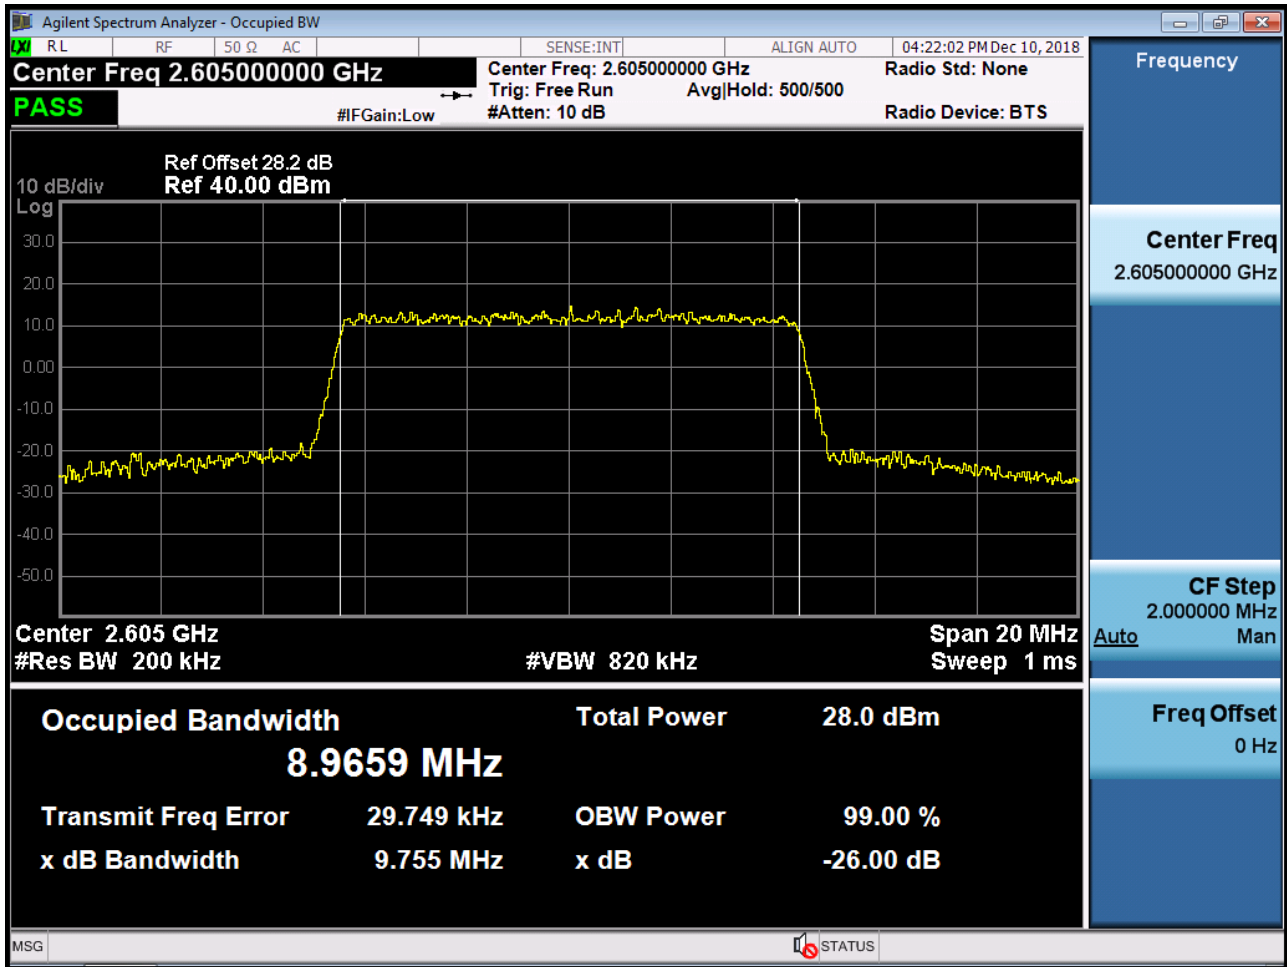 Agilent Spectrum Analyzer - Occupied BW
LXI RL RF 50 Ω AC SENSE:INT ALIGN AUTO 04:22:02 PM Dec 10, 2018
Center Freq 2.605000000 GHz
Center Freq: 2.605000000 GHz
Radio Std: None
Trig: Free Run Avg|Hold: 500/500
PASS
#IFGain:Low
#Atten: 10 dB
Radio Device: BTS
Ref Offset 28.2 dB
10 dB/div Ref 40.00 dBm
Log
30.0
20.0
10.0
0.00
-10.0
-20.0
-30.0
-40.0
-50.0
Center 2.605 GHz Span 20 MHz
#Res BW 200 kHz #VBW 820 kHz Sweep 1 ms
Occupied Bandwidth Total Power 28.0 dBm
8.9659 MHz
Transmit Freq Error 29.749 kHz OBW Power 99.00 %
x dB Bandwidth 9.755 MHz x dB -26.00 dB
MSG STATUS
Frequency
Center Freq
2.605000000 GHz
CF Step
2.000000 MHz
Auto Man
Freq Offset
0 Hz